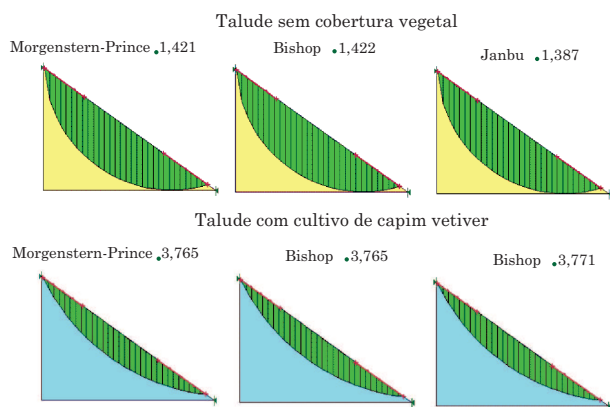 Talude sem cobertura vegetal
Morgenstern-Prince 1,421
Bishop 1,422
Janbu 1,387
Talude com cultivo de capim vetiver
Morgenstern-Prince 3,765
Bishop 3,765
Bishop 3,771